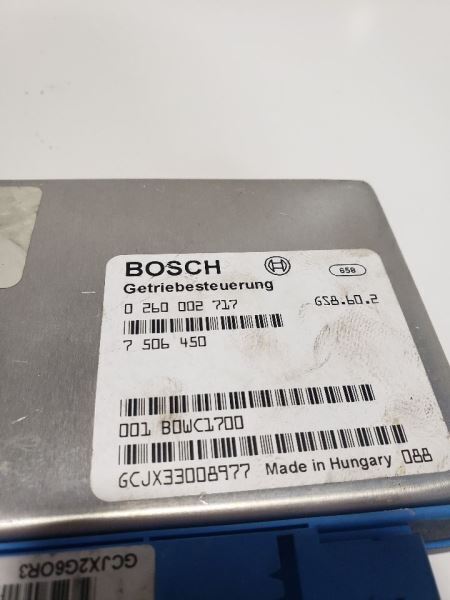 BOSCH 658
Getriebesteuerung
0 260 002 717 GS8.60.2
7 506 450
001 BOWC1700
GCJX33008977 Made in Hungary 088
GCJX2G6OR3